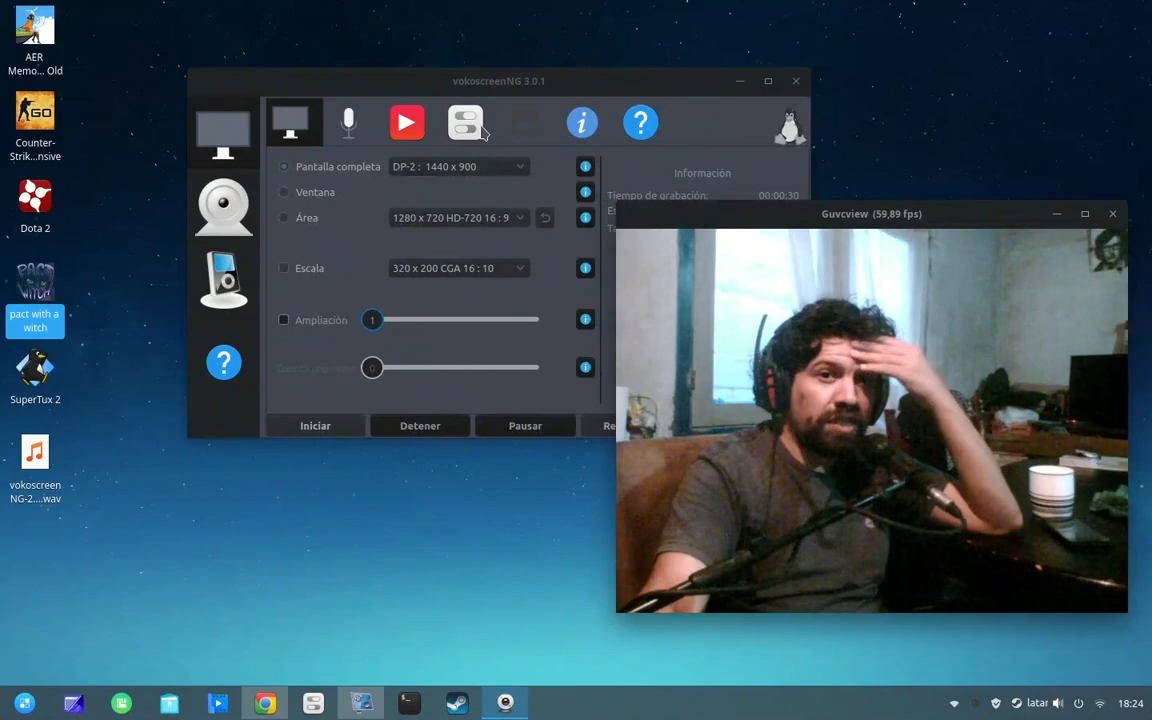 AER
Memo... Old
Counter-
Strik...nsive
Dota 2
PACT
WITCH
pact with a
witch
SuperTux 2
vokoscreen
NG-2....wav
vokoscreenNG 3.0.1
Pantalla completa
DP-2 : 1440 x 900
Ventana
Área
1280 x 720 HD-720 16 : 9
Escala
320 x 200 CGA 16 : 10
Ampliación
1
0
Iniciar
Detener
Pausar
Re
Información
Tiempo de grabación: 00:00:30
Guvcview (59,89 fps)
latar
18:24